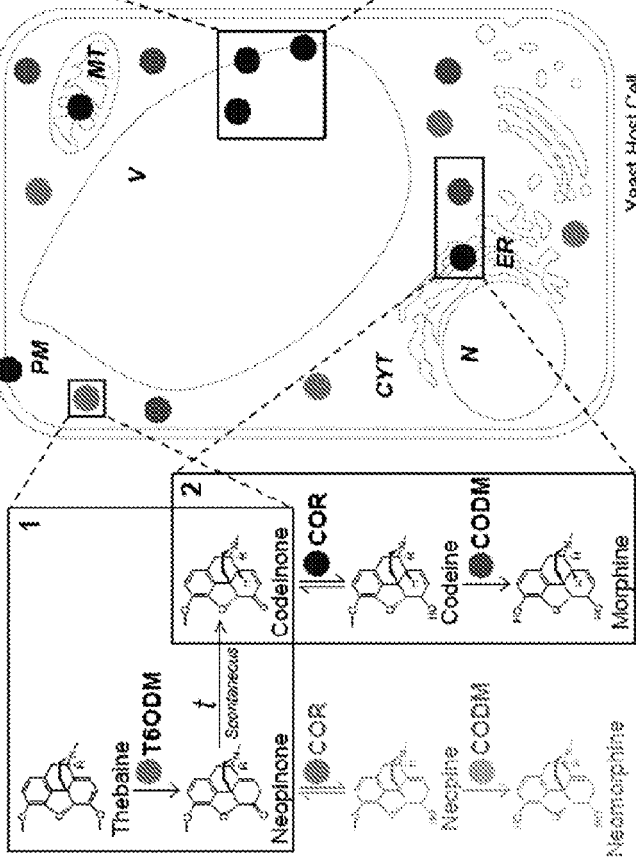 1
Thebaine
T6ODM
Neopinone
t
Spontaneous
2
Codeinone
COR
COR
Neopine
CODM
Neomorphine
Codeine
CODM
Morphine
PM
MT
V
CYT
N
ER
Yeast Host Cell